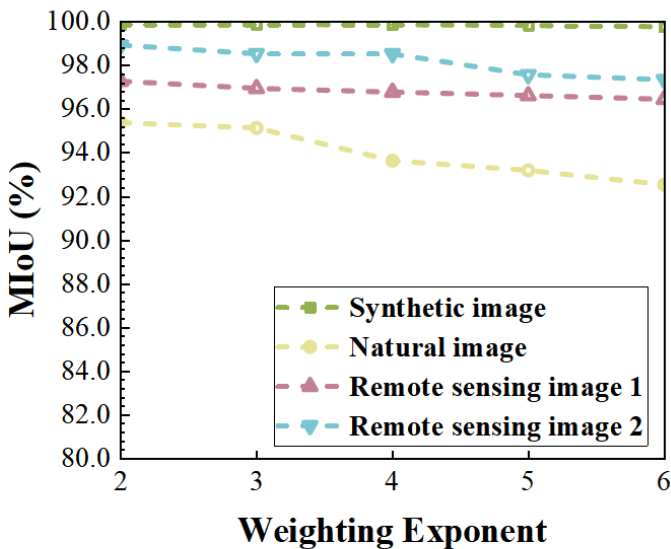 MIoU (%)
100.0
98.0
96.0
94.0
92.0
90.0
88.0
86.0
84.0
82.0
80.0
Synthetic image
Natural image
Remote sensing image 1
Remote sensing image 2
2 3 4 5 6
Weighting Exponent